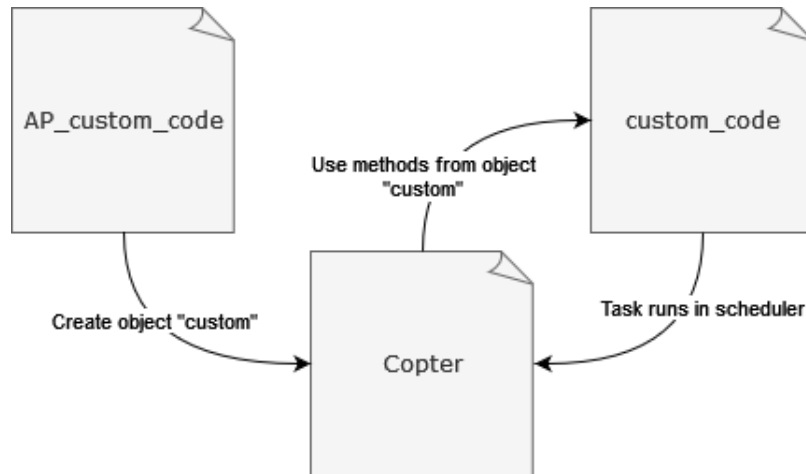 AP_custom_code
custom_code
Use methods from object
"custom"
Create object "custom"
Task runs in scheduler
Copter